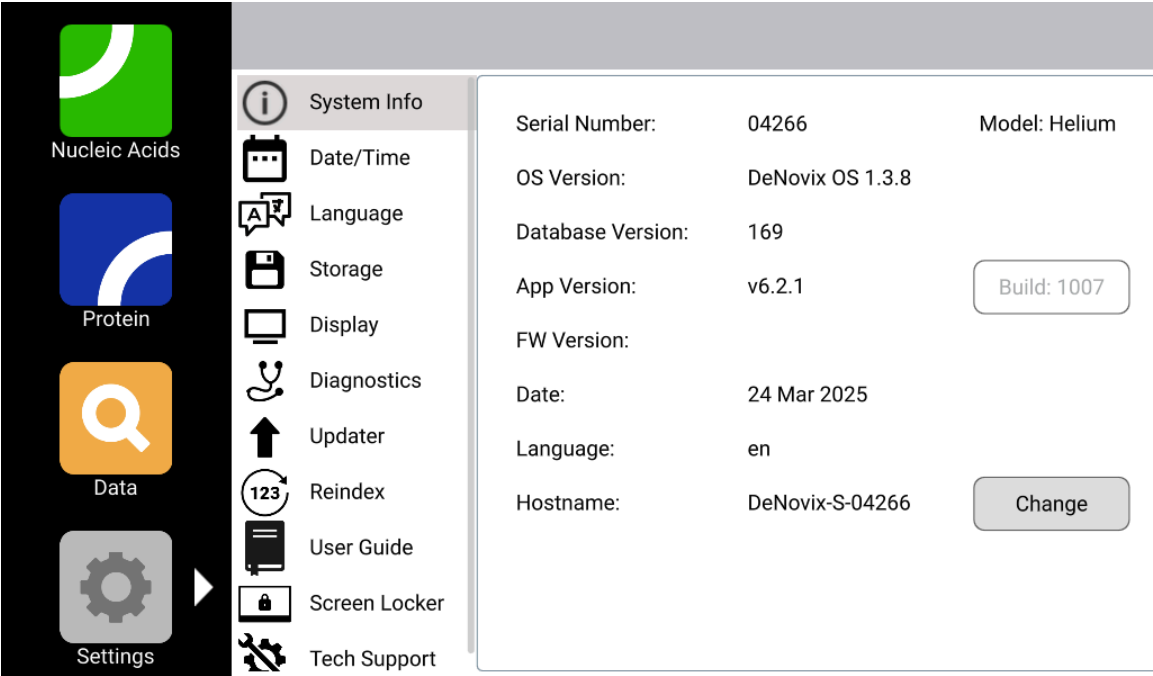 Nucleic Acids
Protein
Data
Settings
System Info
Date/Time
Language
Storage
Display
Diagnostics
Updater
123
Reindex
User Guide
Screen Locker
Tech Support
Serial Number: 04266 Model: Helium
OS Version: DeNovix OS 1.3.8
Database Version: 169
App Version: v6.2.1 Build: 1007
FW Version:
Date: 24 Mar 2025
Language: en
Hostname: DeNovix-S-04266 Change